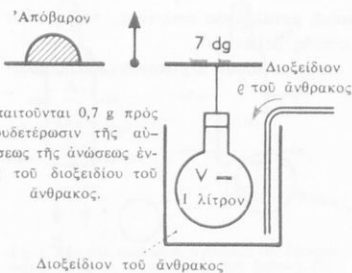 Ἀπόβαρον
7 dg
Διοξείδιον
ϱ τοῦ ἄνθρακος
αιτοῦνται 0,7 g πρὸς
υδετέρωσιν τῆς αὐ-
σεως τῆς ἀνώσεως ἐν-
τοῦ διοξειδίου τοῦ
ἄνθρακος.
V
1 λίτρον
Διοξείδιον τοῦ ἄνθρακος